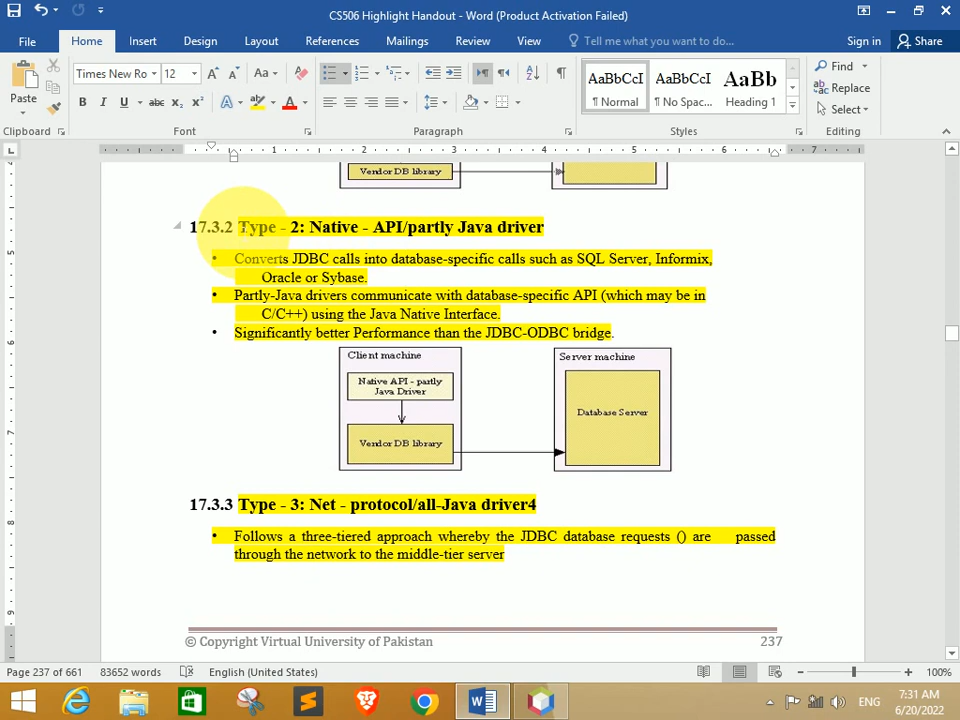 CS506 Highlight Handout - Word (Product Activation Failed)
File Home Insert Design Layout References Mailings Review View Tell me what you want to do... Sign in Share
Paste
Times New Ro 12
AaBbCcI AaBbCcI AaBb
¶ Normal ¶ No Spac... Heading 1
Find
Replace
Select
Clipboard Font Paragraph Styles Editing
1 2 3 4 5 6 7
Vendor DB library
17.3.2 Type - 2: Native - API/partly Java driver
• Converts JDBC calls into database-specific calls such as SQL Server, Informix,
Oracle or Sybase.
• Partly-Java drivers communicate with database-specific API (which may be in
C/C++) using the Java Native Interface.
• Significantly better Performance than the JDBC-ODBC bridge.
Client machine
Native API - partly
Java Driver
Vendor DB library
Server machine
Database Server
17.3.3 Type - 3: Net - protocol/all-Java driver4
• Follows a three-tiered approach whereby the JDBC database requests () are passed
through the network to the middle-tier server
© Copyright Virtual University of Pakistan 237
Page 237 of 661 83652 words English (United States) 100%
ENG
7:31 AM
6/20/2022